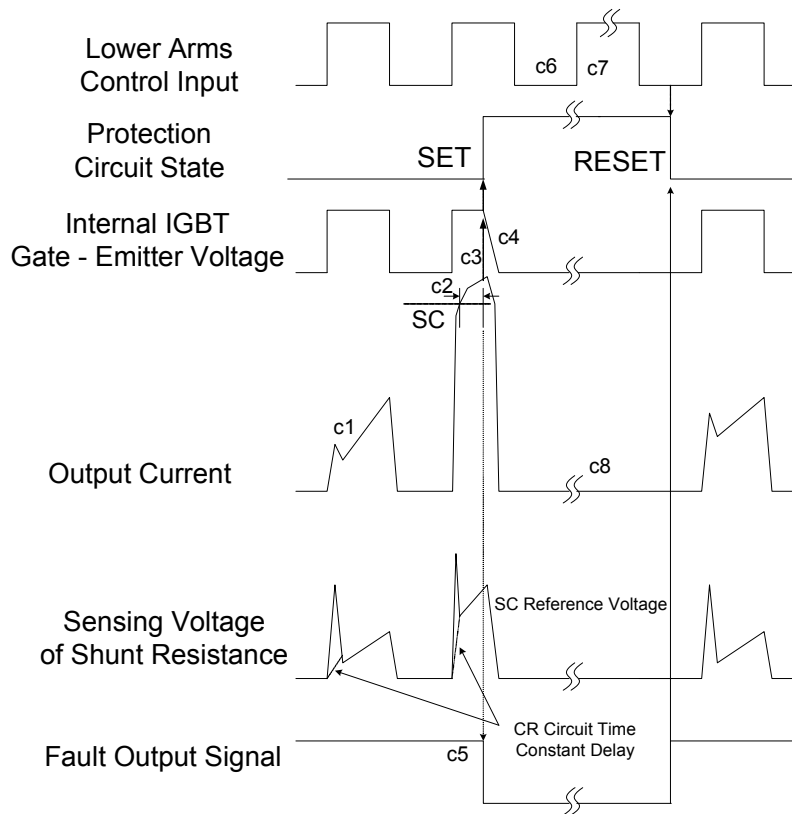 Lower Arms
Control Input
c6
c7
Protection
Circuit State
SET
RESET
Internal IGBT
Gate - Emitter Voltage
c4
c3
c2
SC
c1
Output Current
c8
SC Reference Voltage
Sensing Voltage
of Shunt Resistance
CR Circuit Time
Constant Delay
Fault Output Signal
c5